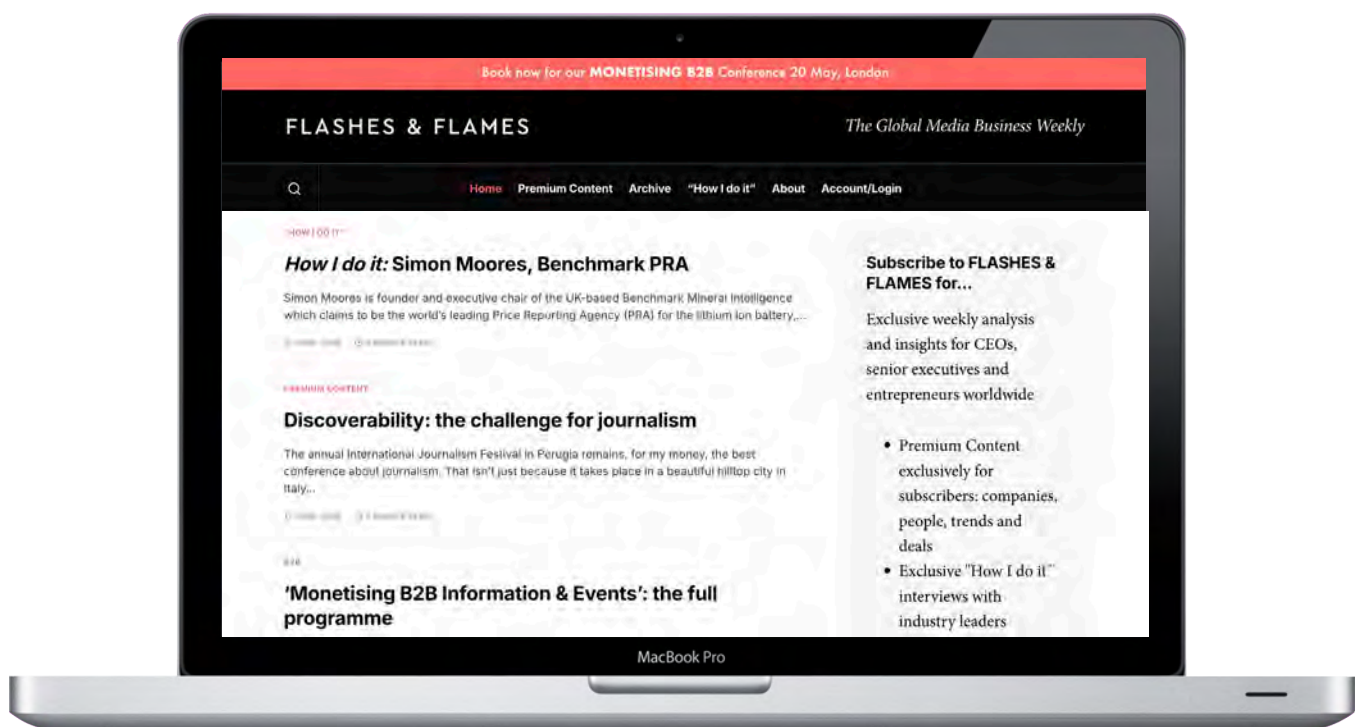 Book now for our MONETISING B2B Conference 20 May, London
FLASHES & FLAMES
The Global Media Business Weekly
Home Premium Content Archive "How I do it" About Account/Login
"HOW I DO IT"
How I do it: Simon Moores, Benchmark PRA
Simon Moores is founder and executive chair of the UK-based Benchmark Mineral Intelligence
which claims to be the world's leading Price Reporting Agency (PRA) for the lithium ion battery,...
PREMIUM CONTENT
Discoverability: the challenge for journalism
The annual International Journalism Festival in Perugia remains, for my money, the best
conference about journalism. That isn't just because it takes place in a beautiful hilltop city in
Italy...
B2B
'Monetising B2B Information & Events': the full
programme
Subscribe to FLASHES &
FLAMES for...
Exclusive weekly analysis
and insights for CEOs,
senior executives and
entrepreneurs worldwide
• Premium Content
exclusively for
subscribers: companies,
people, trends and
deals
• Exclusive "How I do it"
interviews with
industry leaders
MacBook Pro